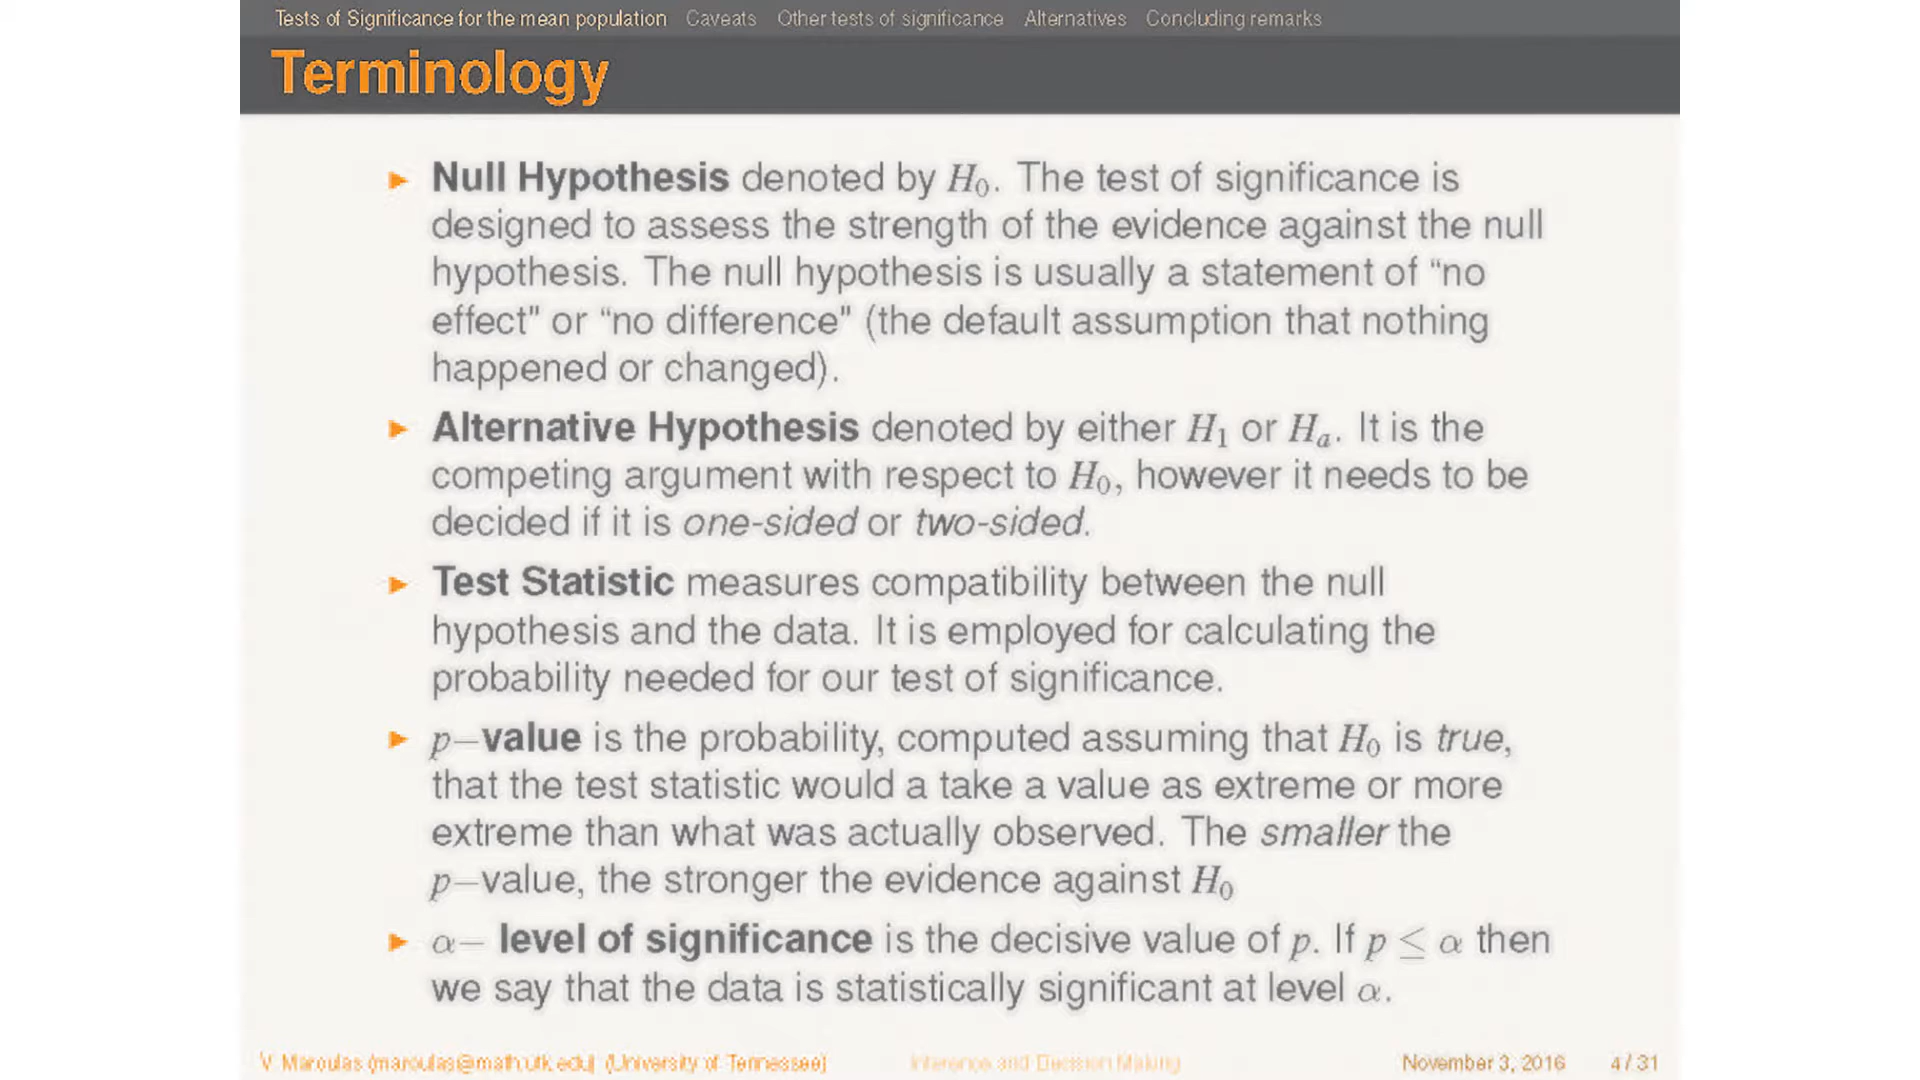 Tests of Significance for the mean population Caveats Other tests of significance Alternatives Concluding remarks
Terminology
► Null Hypothesis denoted by H₀. The test of significance is
designed to assess the strength of the evidence against the null
hypothesis. The null hypothesis is usually a statement of “no
effect" or “no difference" (the default assumption that nothing
happened or changed).
► Alternative Hypothesis denoted by either H₁ or Hₐ. It is the
competing argument with respect to H₀, however it needs to be
decided if it is one-sided or two-sided.
► Test Statistic measures compatibility between the null
hypothesis and the data. It is employed for calculating the
probability needed for our test of significance.
► p−value is the probability, computed assuming that H₀ is true,
that the test statistic would a take a value as extreme or more
extreme than what was actually observed. The smaller the
p−value, the stronger the evidence against H₀
► α− level of significance is the decisive value of p. If p ≤ α then
we say that the data is statistically significant at level α.
V. Maroulas (maroulas@math.utk.edu) (University of Tennessee) Inference and Decision Making November 3, 2016 4 / 31